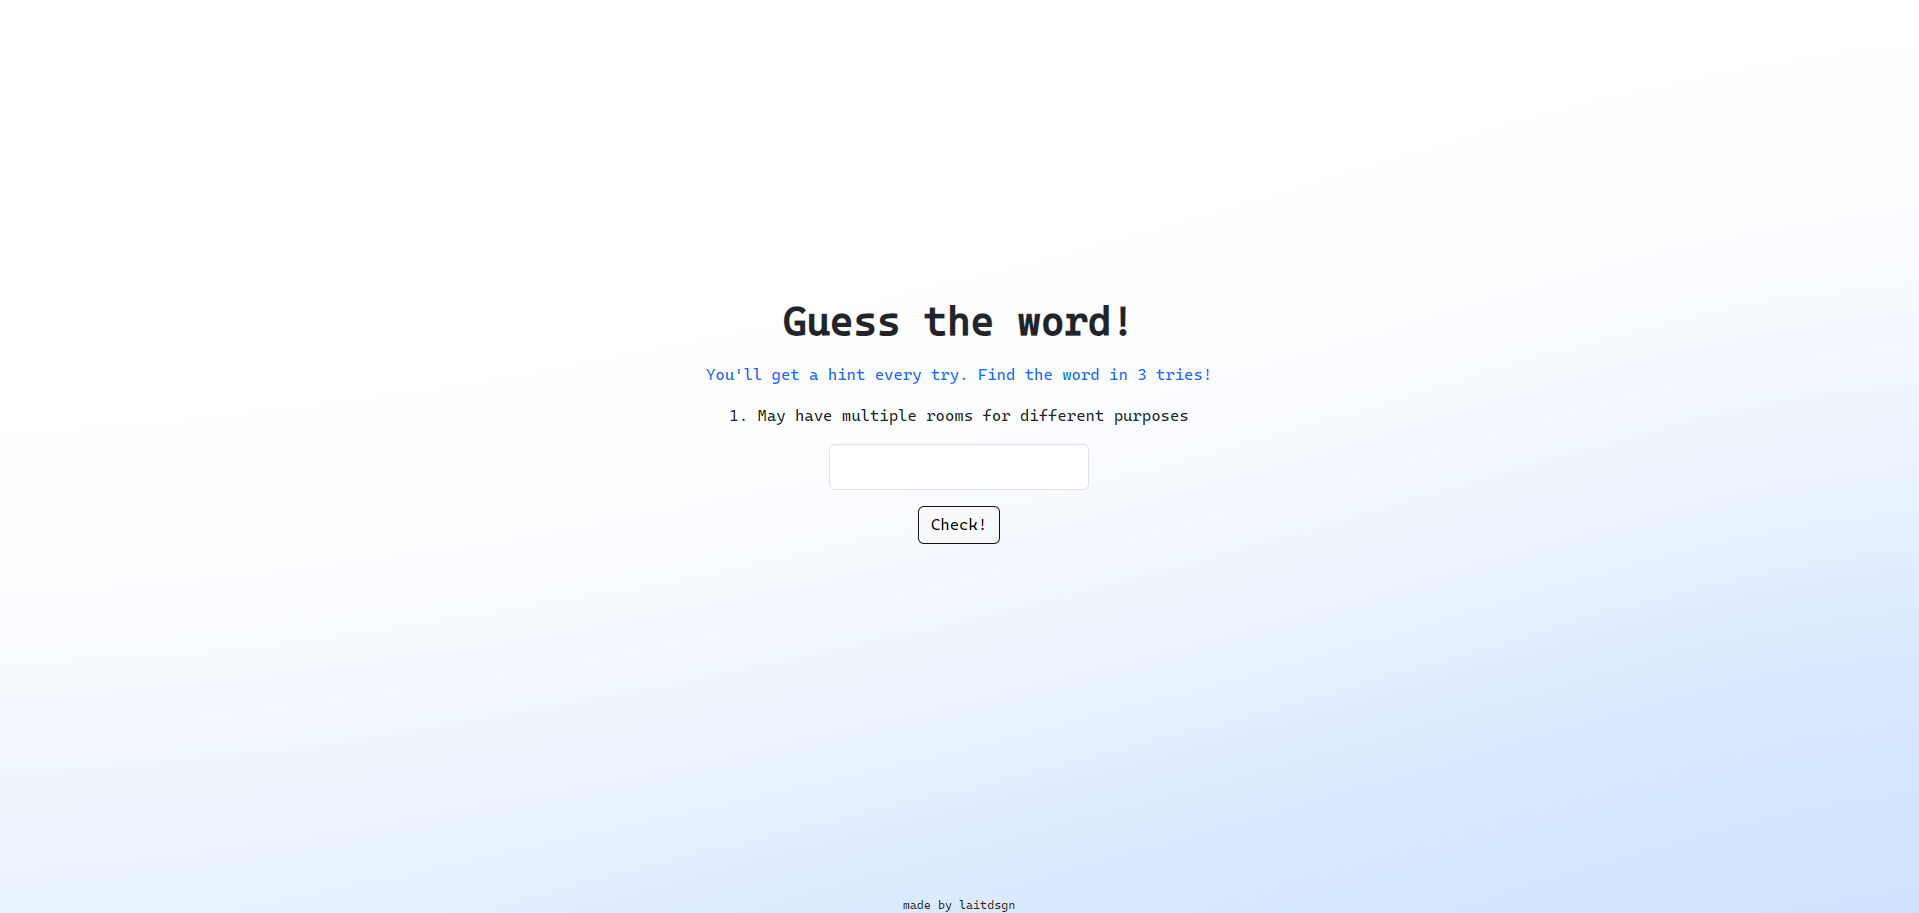 Guess the word!
You'll get a hint every try. Find the word in 3 tries!
1. May have multiple rooms for different purposes
Check!
made by laitdsgn